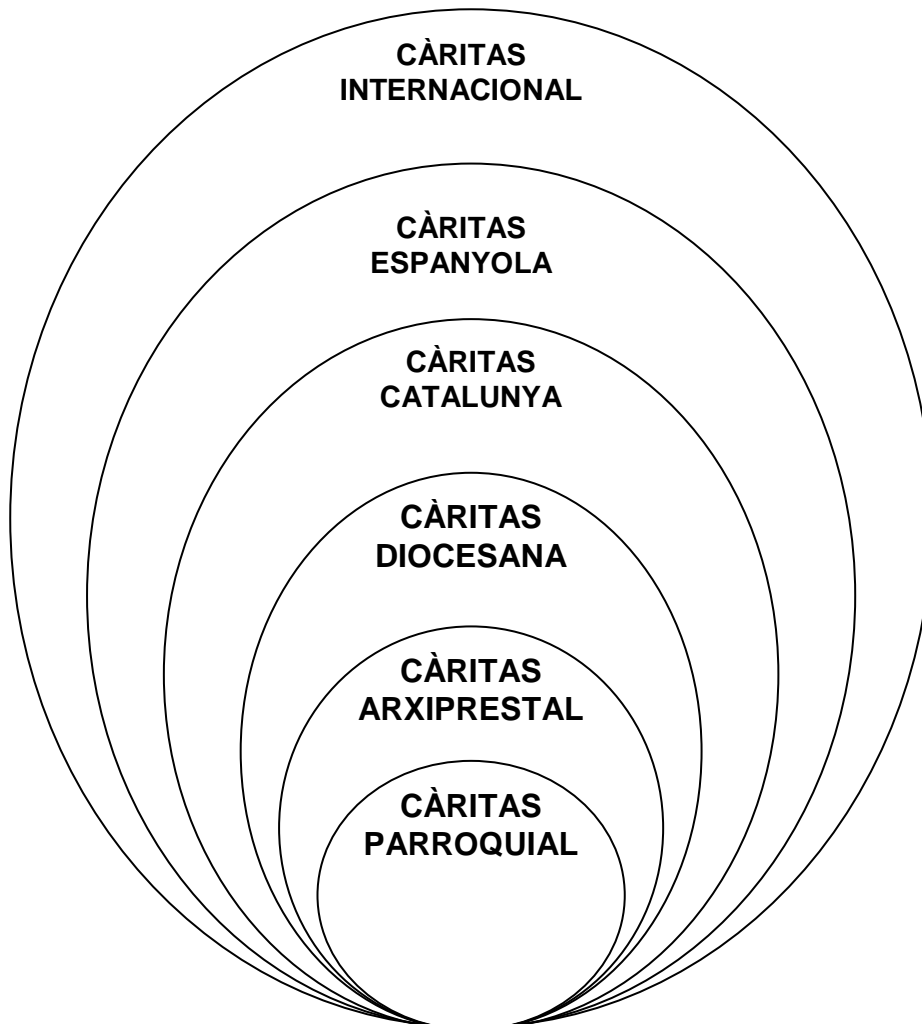 CÀRITAS
INTERNACIONAL
CÀRITAS
ESPANYOLA
CÀRITAS
CATALUNYA
CÀRITAS
DIOCESANA
CÀRITAS
ARXIPRESTAL
CÀRITAS
PARROQUIAL